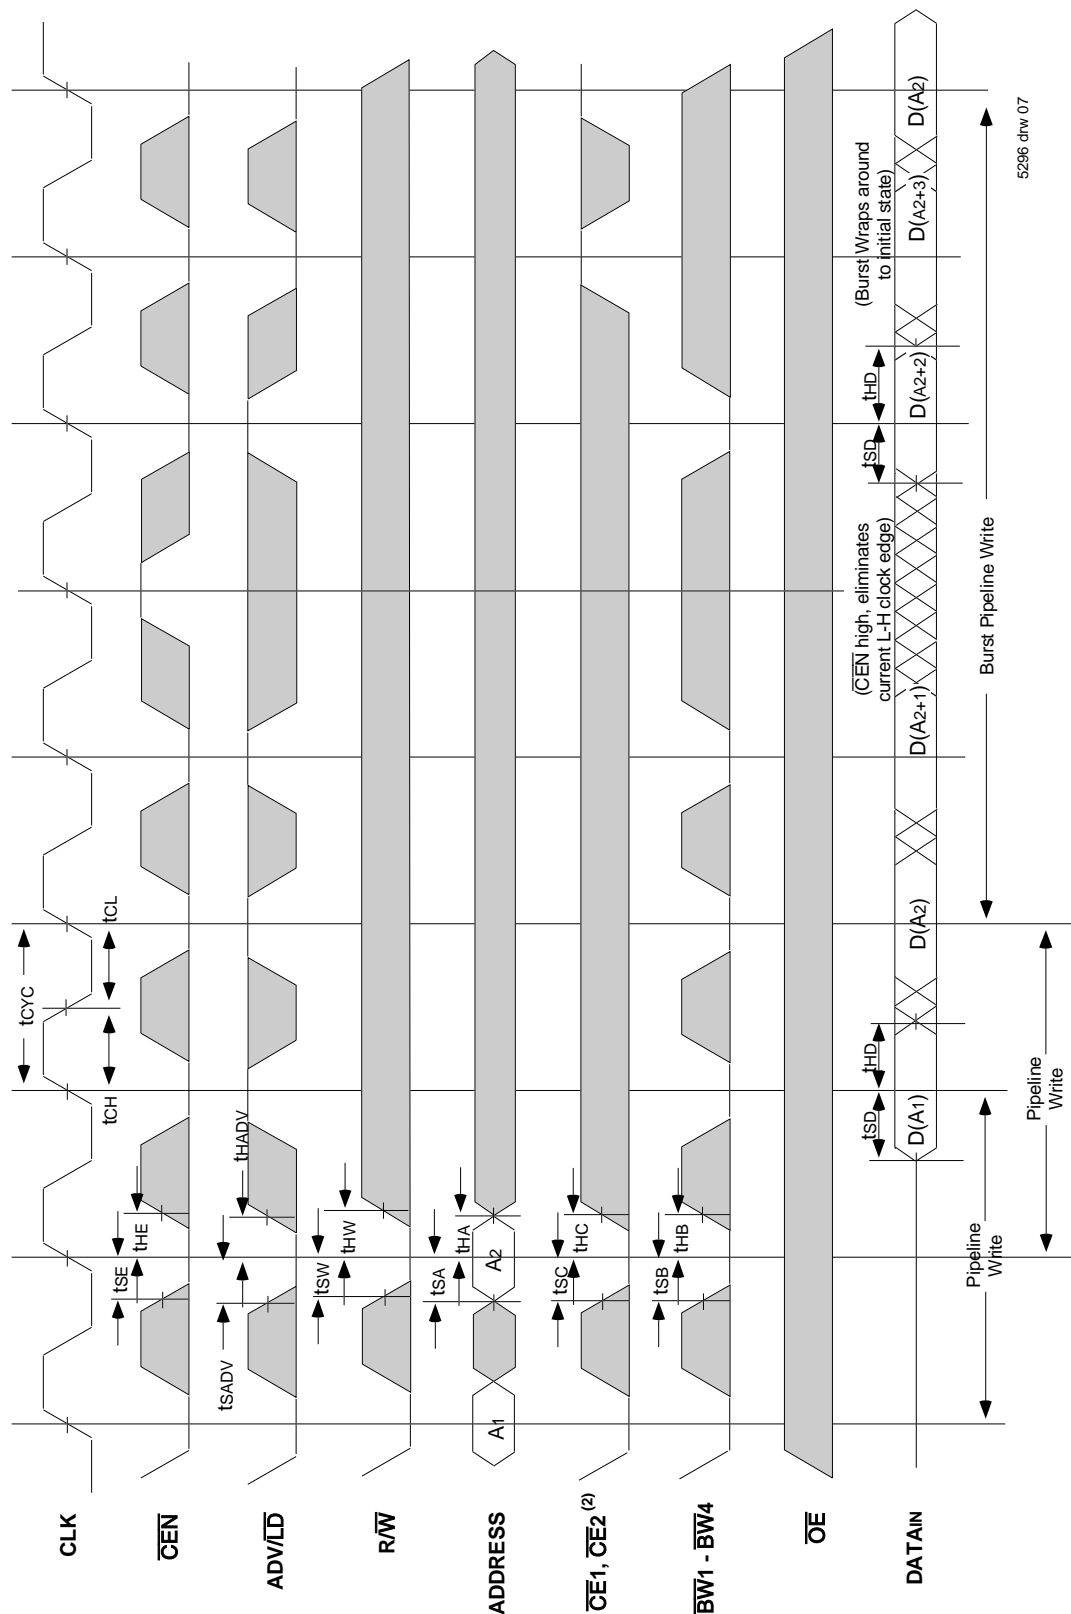 CLK
tCYC
tCH
tCL
CEN
tSE
tHE
ADV/LD
tSADV
tHADV
R/W
tSW
tHW
ADDRESS
A1
A2
tSA
tHA
CE1, CE2 (2)
tSC
tHC
BW1 - BW4
tSB
tHB
OE
(CEN high, eliminates
current L-H clock edge)
(Burst Wraps around
to initial state)
tSD
tHD
tSD
tHD
DATAIN
D(A1)
D(A2)
D(A2+1)
D(A2+2)
D(A2+3)
D(A2)
Pipeline
Write
Burst Pipeline Write
Pipeline
Write
5296 drw 07